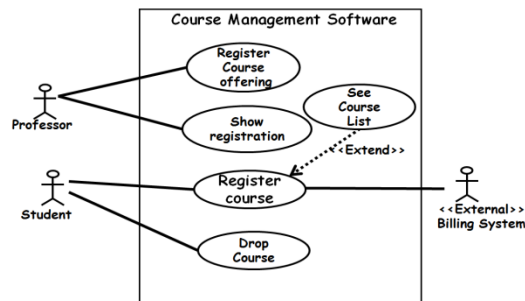 Course Management Software
Register
Course
offering
See
Course
List
Professor
Show
registration
<<Extend>>
Register
course
Student
<<External>>
Billing System
Drop
Course